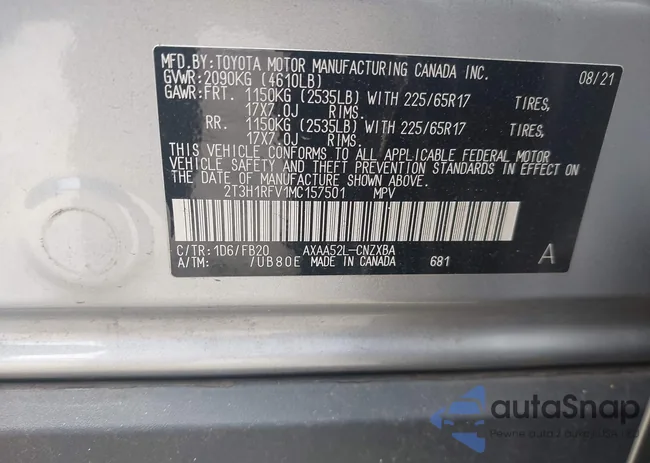 MFD.BY:TOYOTA MOTOR MANUFACTURING CANADA INC. 08/21
GVWR:2090KG (4610LB)
GAWR:FRT. 1150KG (2535LB) WITH 225/65R17 TIRES,
17X7.0J RIMS.
RR. 1150KG (2535LB) WITH 225/65R17 TIRES,
17X7.0J RIMS.
THIS VEHICLE CONFORMS TO ALL APPLICABLE FEDERAL MOTOR
VEHICLE SAFETY AND THEFT PREVENTION STANDARDS IN EFFECT ON
THE DATE OF MANUFACTURE SHOWN ABOVE.
2T3H1RFV1MC157501 MPV
C/TR:1D6/FB20 AXAA52L-CNZXBA A
A/TM: /UB80E MADE IN CANADA 681
autoSnap
Pewne auta z